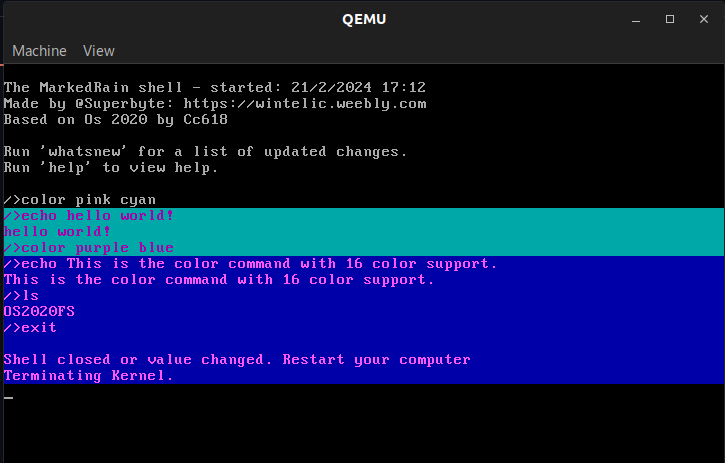 QEMU
Machine View
The MarkedRain shell - started: 21/2/2024 17:12
Made by @Superbyte: https://wintelic.weebly.com
Based on Os 2020 by Cc618
Run 'whatsnew' for a list of updated changes.
Run 'help' to view help.
/>color pink cyan
/>echo hello world!
hello world!
/>color purple blue
/>echo This is the color command with 16 color support.
This is the color command with 16 color support.
/>ls
OS2020FS
/>exit
Shell closed or value changed. Restart your computer
Terminating Kernel.